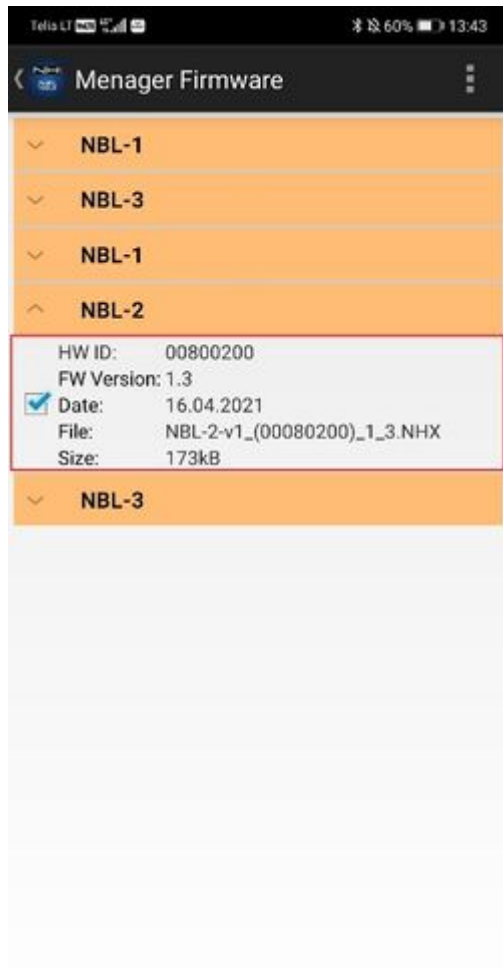 Telia LT 60% 13:43
Menager Firmware
NBL-1
NBL-3
NBL-1
NBL-2
HW ID: 00800200
FW Version: 1.3
Date: 16.04.2021
File: NBL-2-v1_(00080200)_1_3.NHX
Size: 173kB
NBL-3